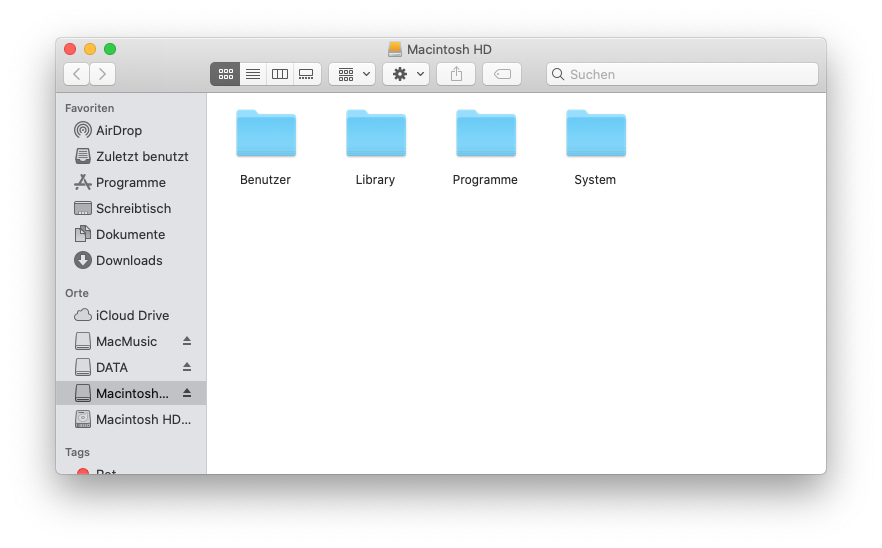 Macintosh HD
Suchen
Favoriten
AirDrop
Zuletzt benutzt
Programme
Schreibtisch
Dokumente
Downloads
Orte
iCloud Drive
MacMusic
DATA
Macintosh...
Macintosh HD...
Tags
Rot
Benutzer
Library
Programme
System